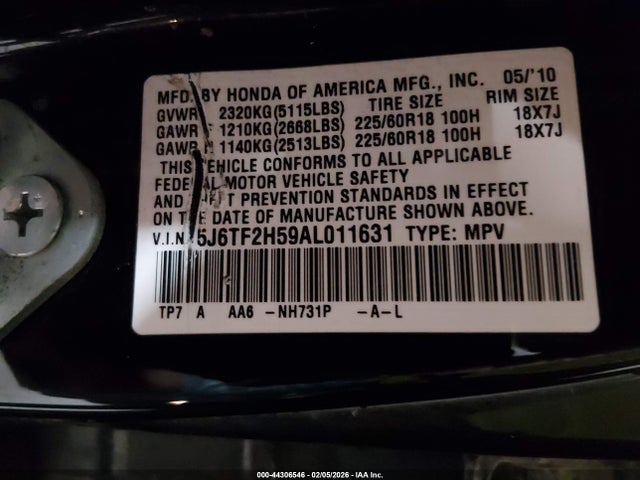 MFD. BY HONDA OF AMERICA MFG., INC. 05/'10
GVWR 2320KG(5115LBS) TIRE SIZE RIM SIZE
GAWR F 1210KG(2668LBS) 225/60R18 100H 18X7J
GAWR R 1140KG(2513LBS) 225/60R18 100H 18X7J
THIS VEHICLE CONFORMS TO ALL APPLICABLE
FEDERAL MOTOR VEHICLE SAFETY
AND THEFT PREVENTION STANDARDS IN EFFECT
ON THE DATE OF MANUFACTURE SHOWN ABOVE.
V.I.N. 5J6TF2H59AL011631 TYPE: MPV
TP7 A AA6 -NH731P -A-L
000-44306546 - 02/05/2026 - IAA Inc.